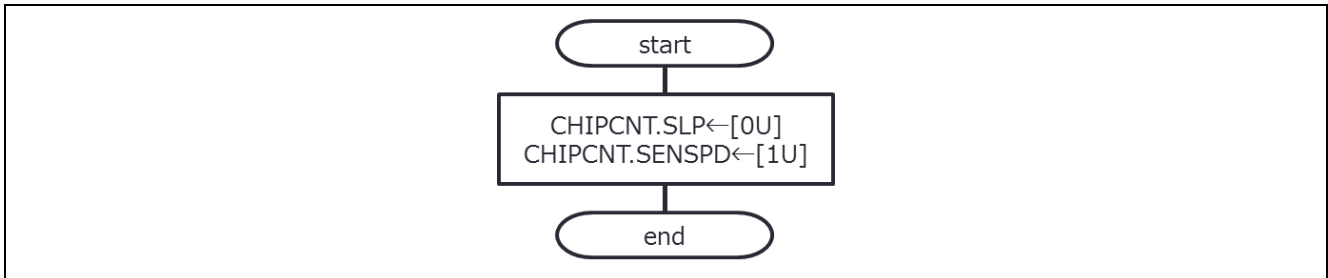 start
CHIPCNT.SLP←[0U]
CHIPCNT.SENSPD←[1U]
end